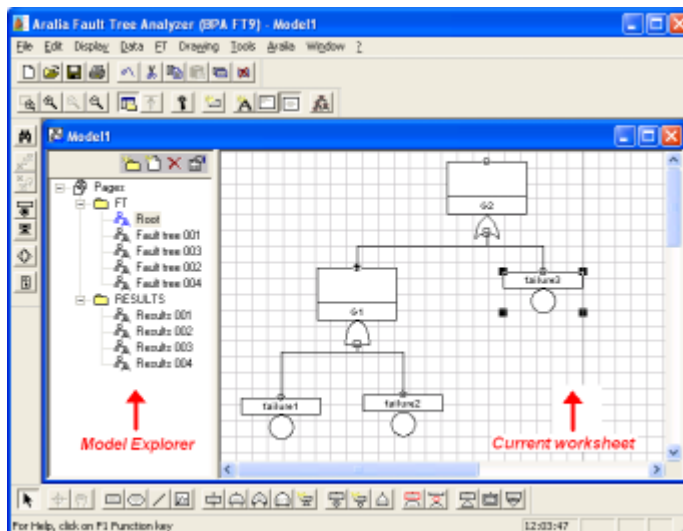 Aralia Fault Tree Analyzer (BPA FT9) - Model1
File Edit Display Data FT Drawing Tools Aralia Window ?
Model1
Pages
FT
Root
Fault tree 001
Fault tree 003
Fault tree 002
Fault tree 004
RESULTS
Results 001
Results 002
Results 003
Results 004
Model Explorer
G2
failure3
G1
failure1
failure2
Current worksheet
For Help, click on F1 Function key
12:03:47